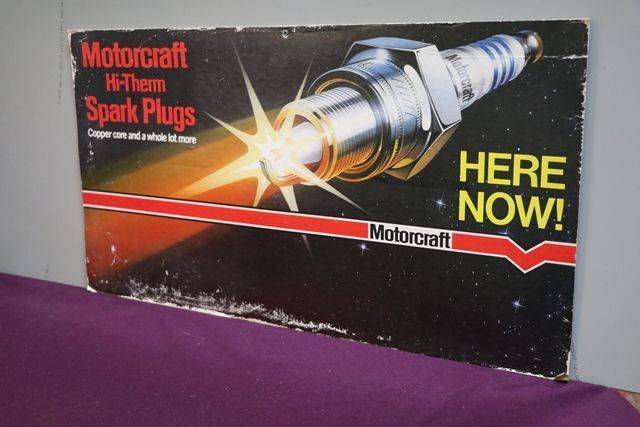 Motorcraft
Hi-Therm
Spark Plugs
Copper core and a whole lot more
Motorcraft
HERE
NOW!
Motorcraft